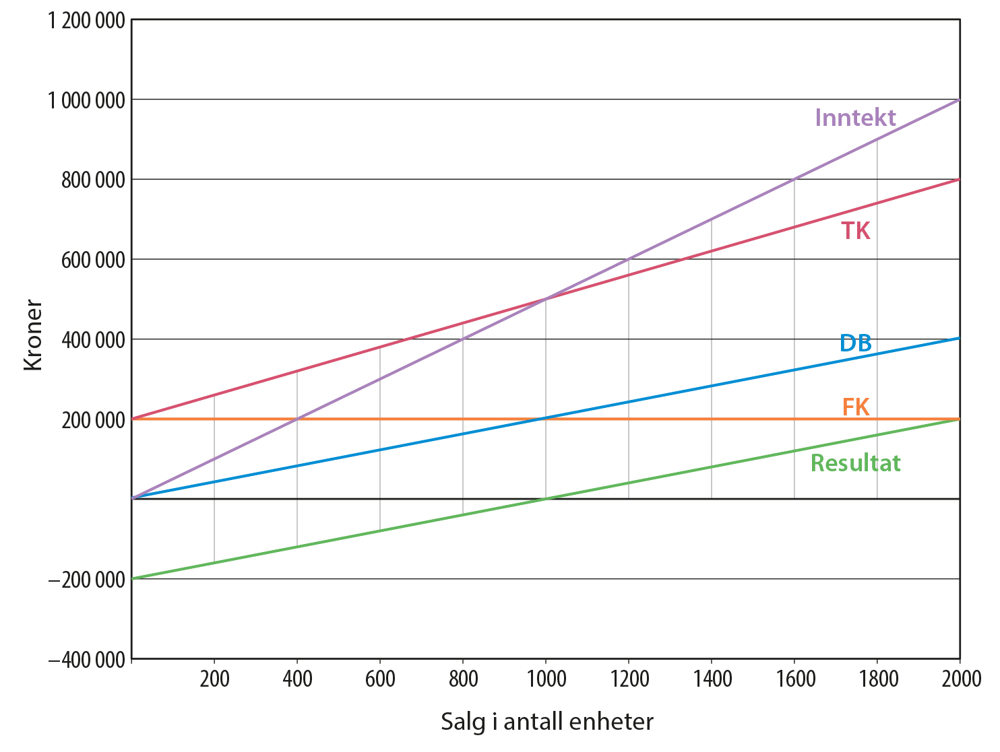 1 200 000
1 000 000
Inntekt
800 000
TK
600 000
Kroner
DB
400 000
FK
200 000
Resultat
–200 000
–400 000
200 400 600 800 1000 1200 1400 1600 1800 2000
Salg i antall enheter